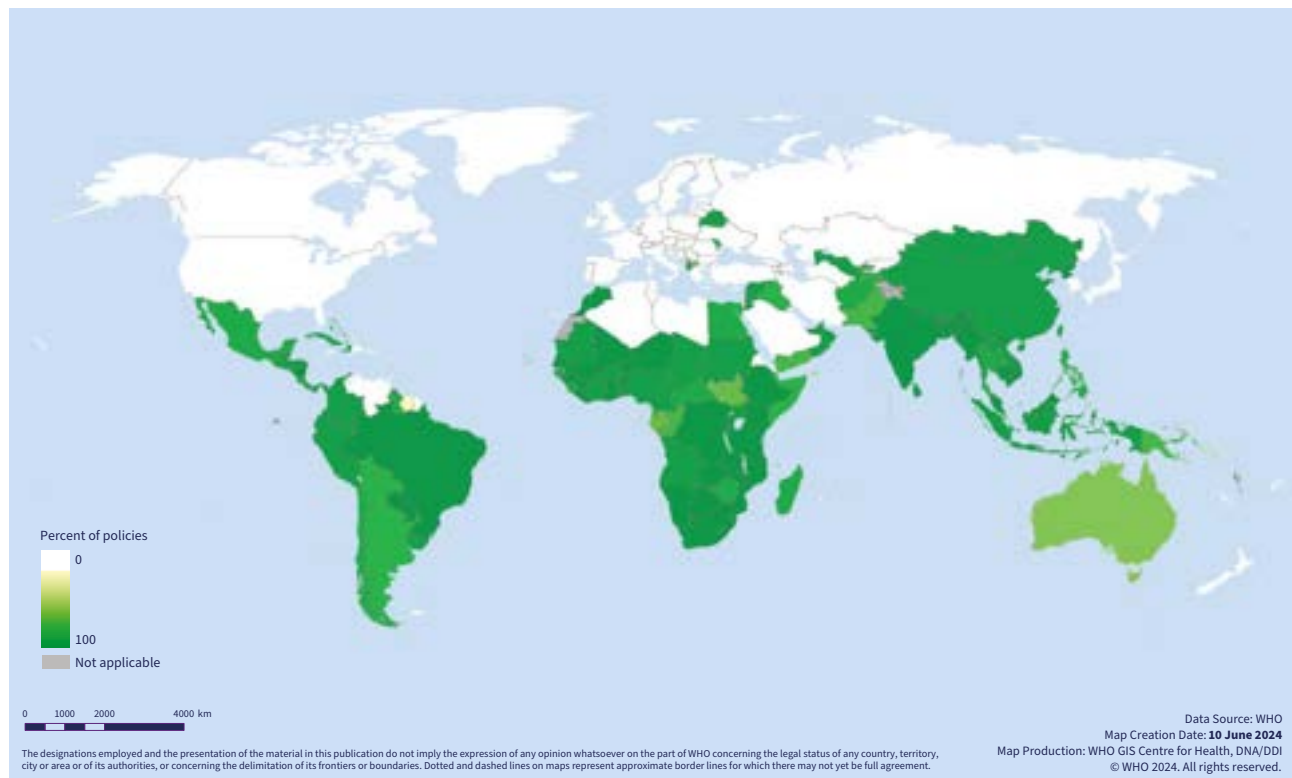 Percent of policies
0
100
Not applicable
0 1000 2000 4000 km
Data Source: WHO
Map Creation Date: 10 June 2024
Map Production: WHO GIS Centre for Health, DNA/DDI
© WHO 2024. All rights reserved.
The designations employed and the presentation of the material in this publication do not imply the expression of any opinion whatsoever on the part of WHO concerning the legal status of any country, territory,
city or area or of its authorities, or concerning the delimitation of its frontiers or boundaries. Dotted and dashed lines on maps represent approximate border lines for which there may not yet be full agreement.